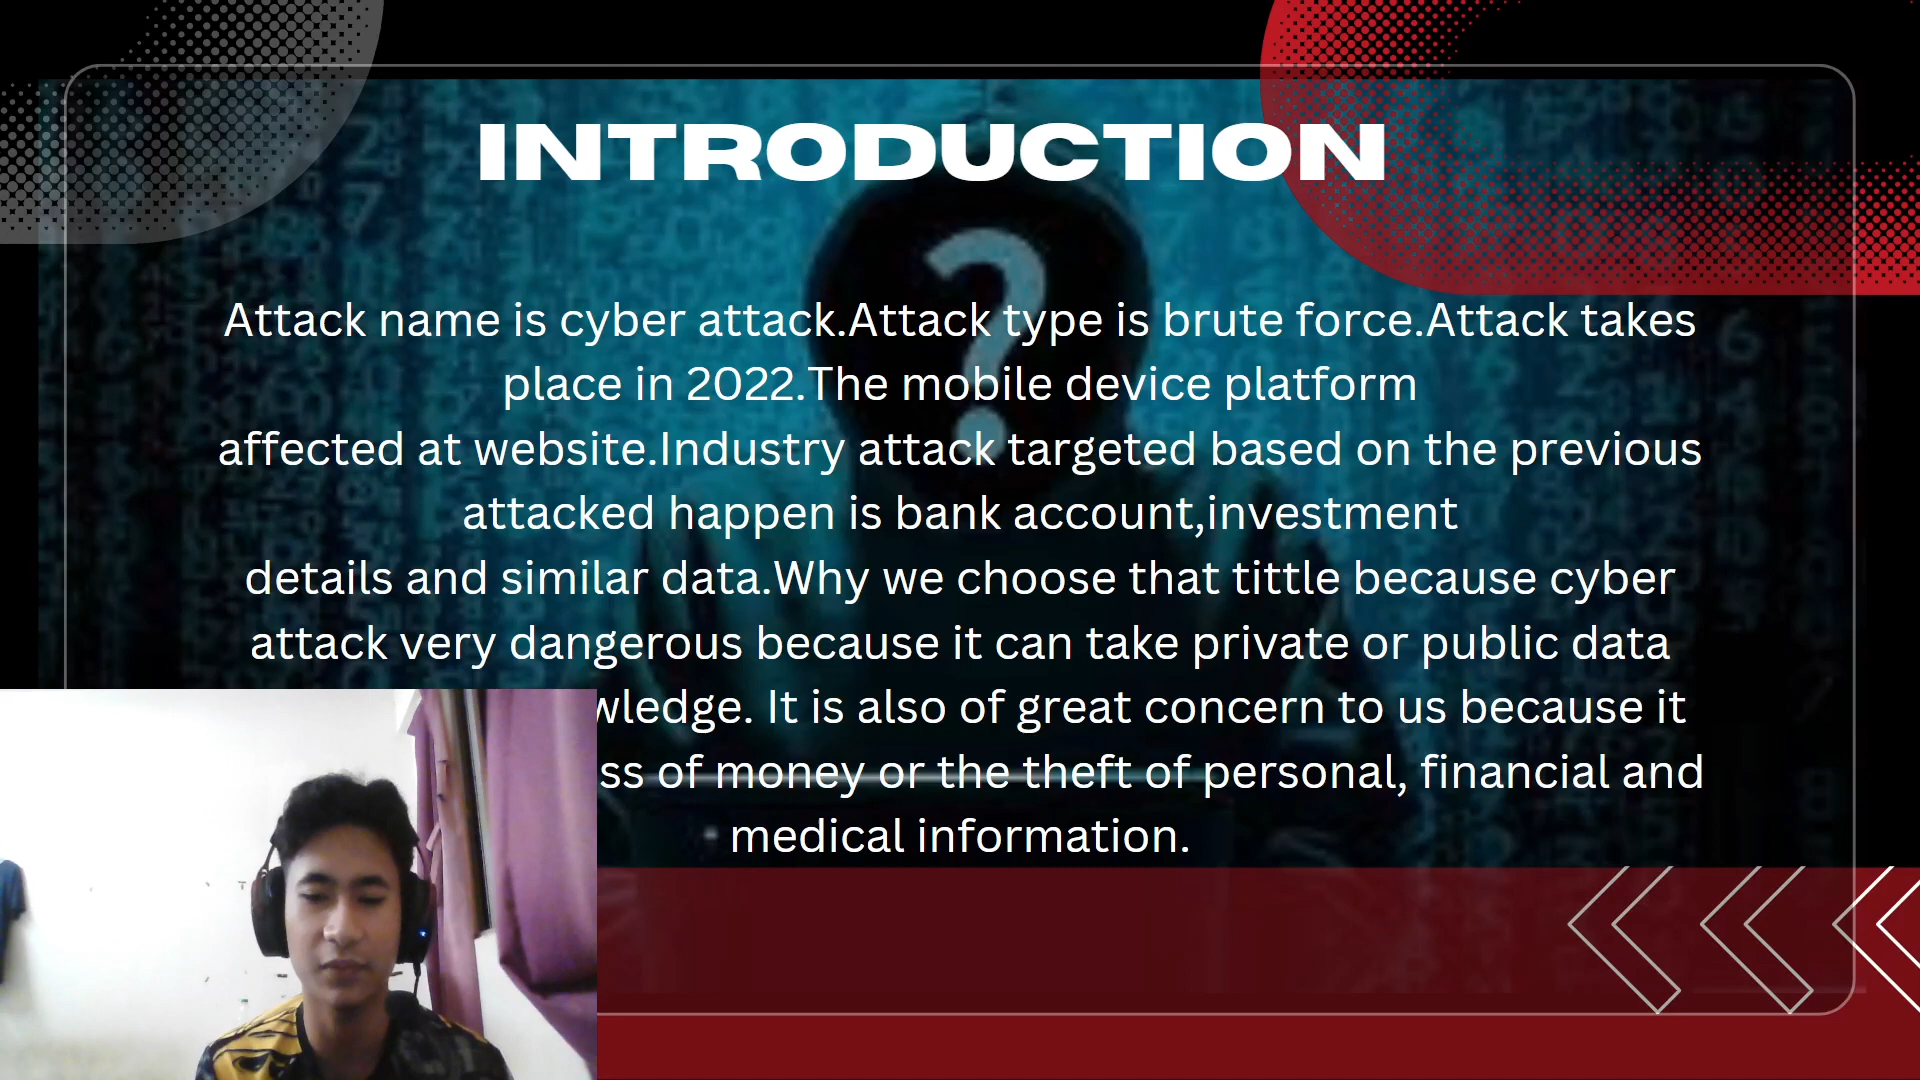 INTRODUCTION
Attack name is cyber attack.Attack type is brute force.Attack takes
place in 2022.The mobile device platform
affected at website.Industry attack targeted based on the previous
attacked happen is bank account,investment
details and similar data.Why we choose that tittle because cyber
attack very dangerous because it can take private or public data
It is also of great concern to us because it
of money or the theft of personal, financial and
medical information.